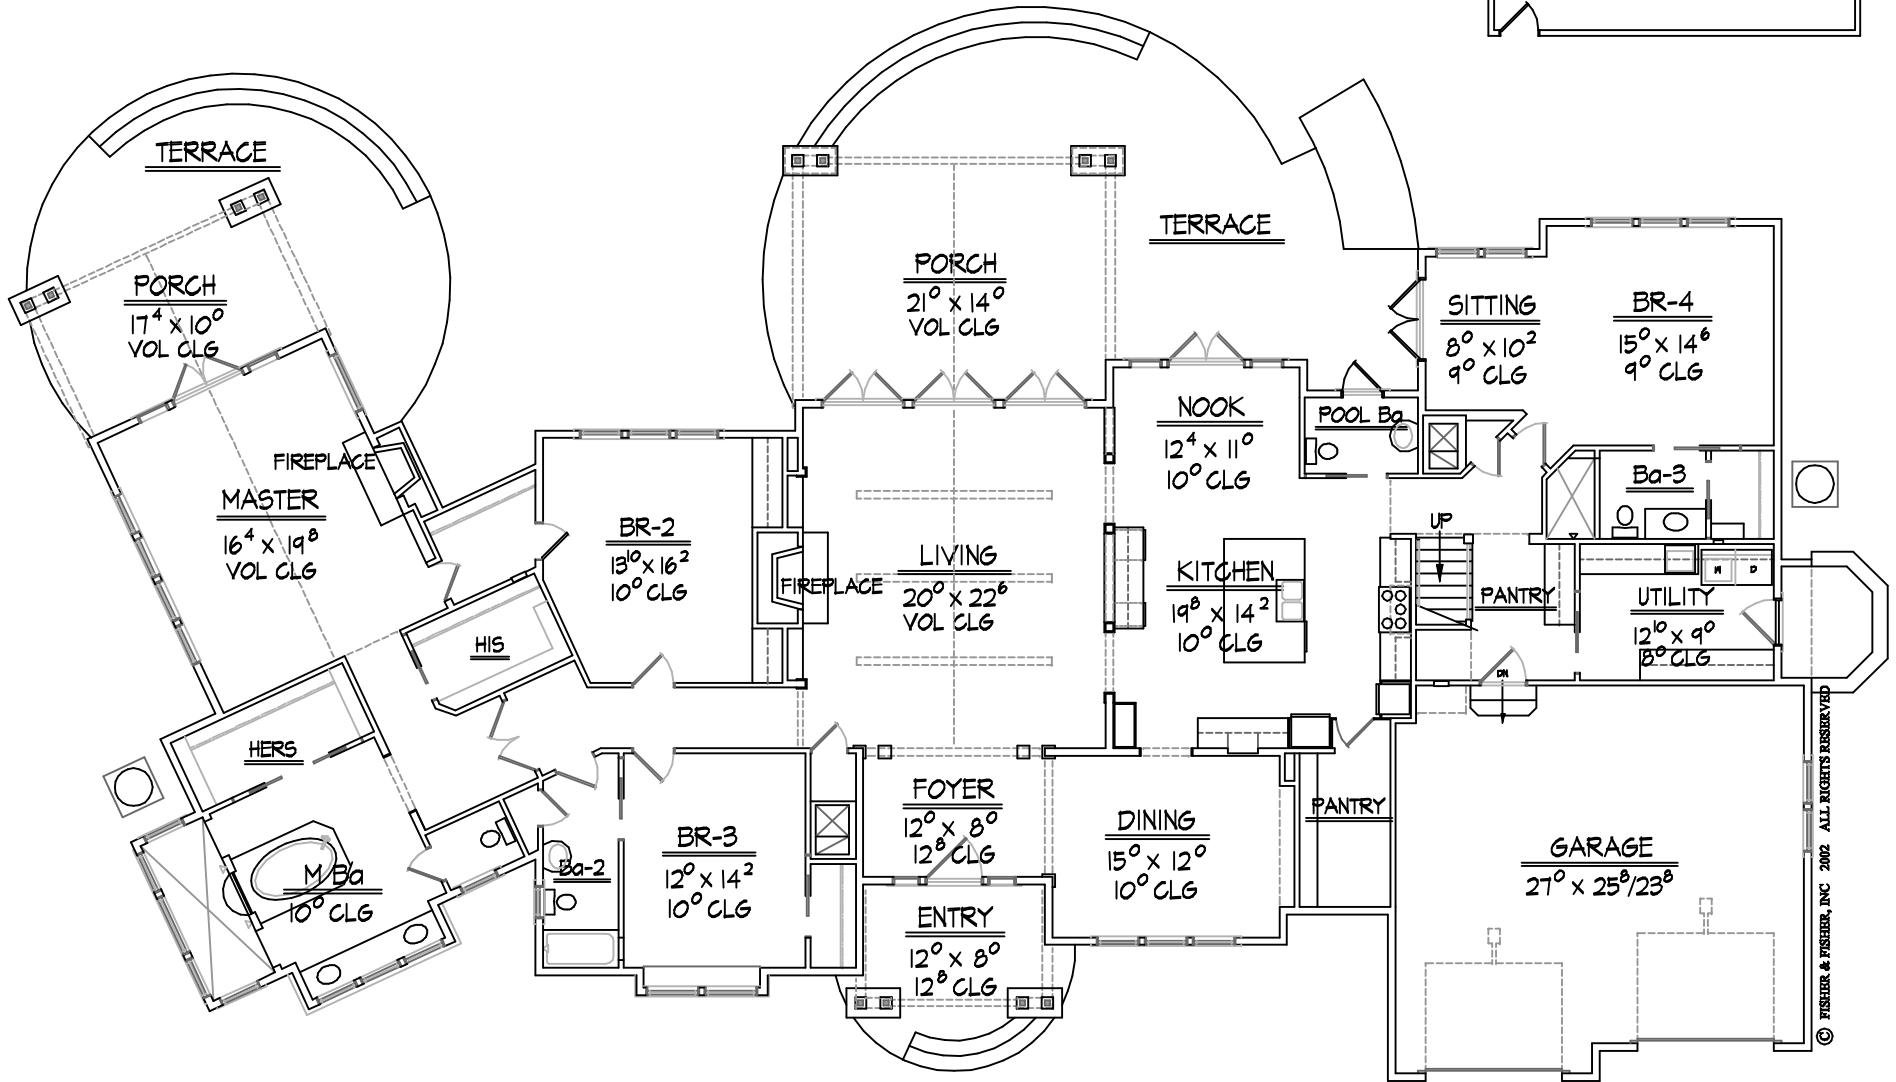 TERRACE
PORCH
17⁴ x 10⁰
VOL CLG
FIREPLACE
MASTER
16⁴ x 19⁸
VOL CLG
HIS
HERS
M Ba
10⁰ CLG
BR-2
13¹⁰ x 16²
10⁰ CLG
Ba-2
BR-3
12⁰ x 14²
10⁰ CLG
PORCH
21⁰ x 14⁰
VOL CLG
TERRACE
FIREPLACE
LIVING
20⁰ x 22⁶
VOL CLG
FOYER
12⁰ x 8⁰
12⁸ CLG
ENTRY
12⁰ x 8⁰
12⁸ CLG
NOOK
12⁴ x 11⁰
10⁰ CLG
KITCHEN
19⁸ x 14²
10⁰ CLG
DINING
15⁰ x 12⁰
10⁰ CLG
PANTRY
POOL Ba
SITTING
8⁰ x 10²
9⁰ CLG
BR-4
15⁰ x 14⁶
9⁰ CLG
Ba-3
UP
PANTRY
W D
UTILITY
12¹⁰ x 9⁰
8⁰ CLG
DN
GARAGE
27⁰ x 25⁸/23⁸
© FISHER & FISHER, INC 2002 ALL RIGHTS RESERVED